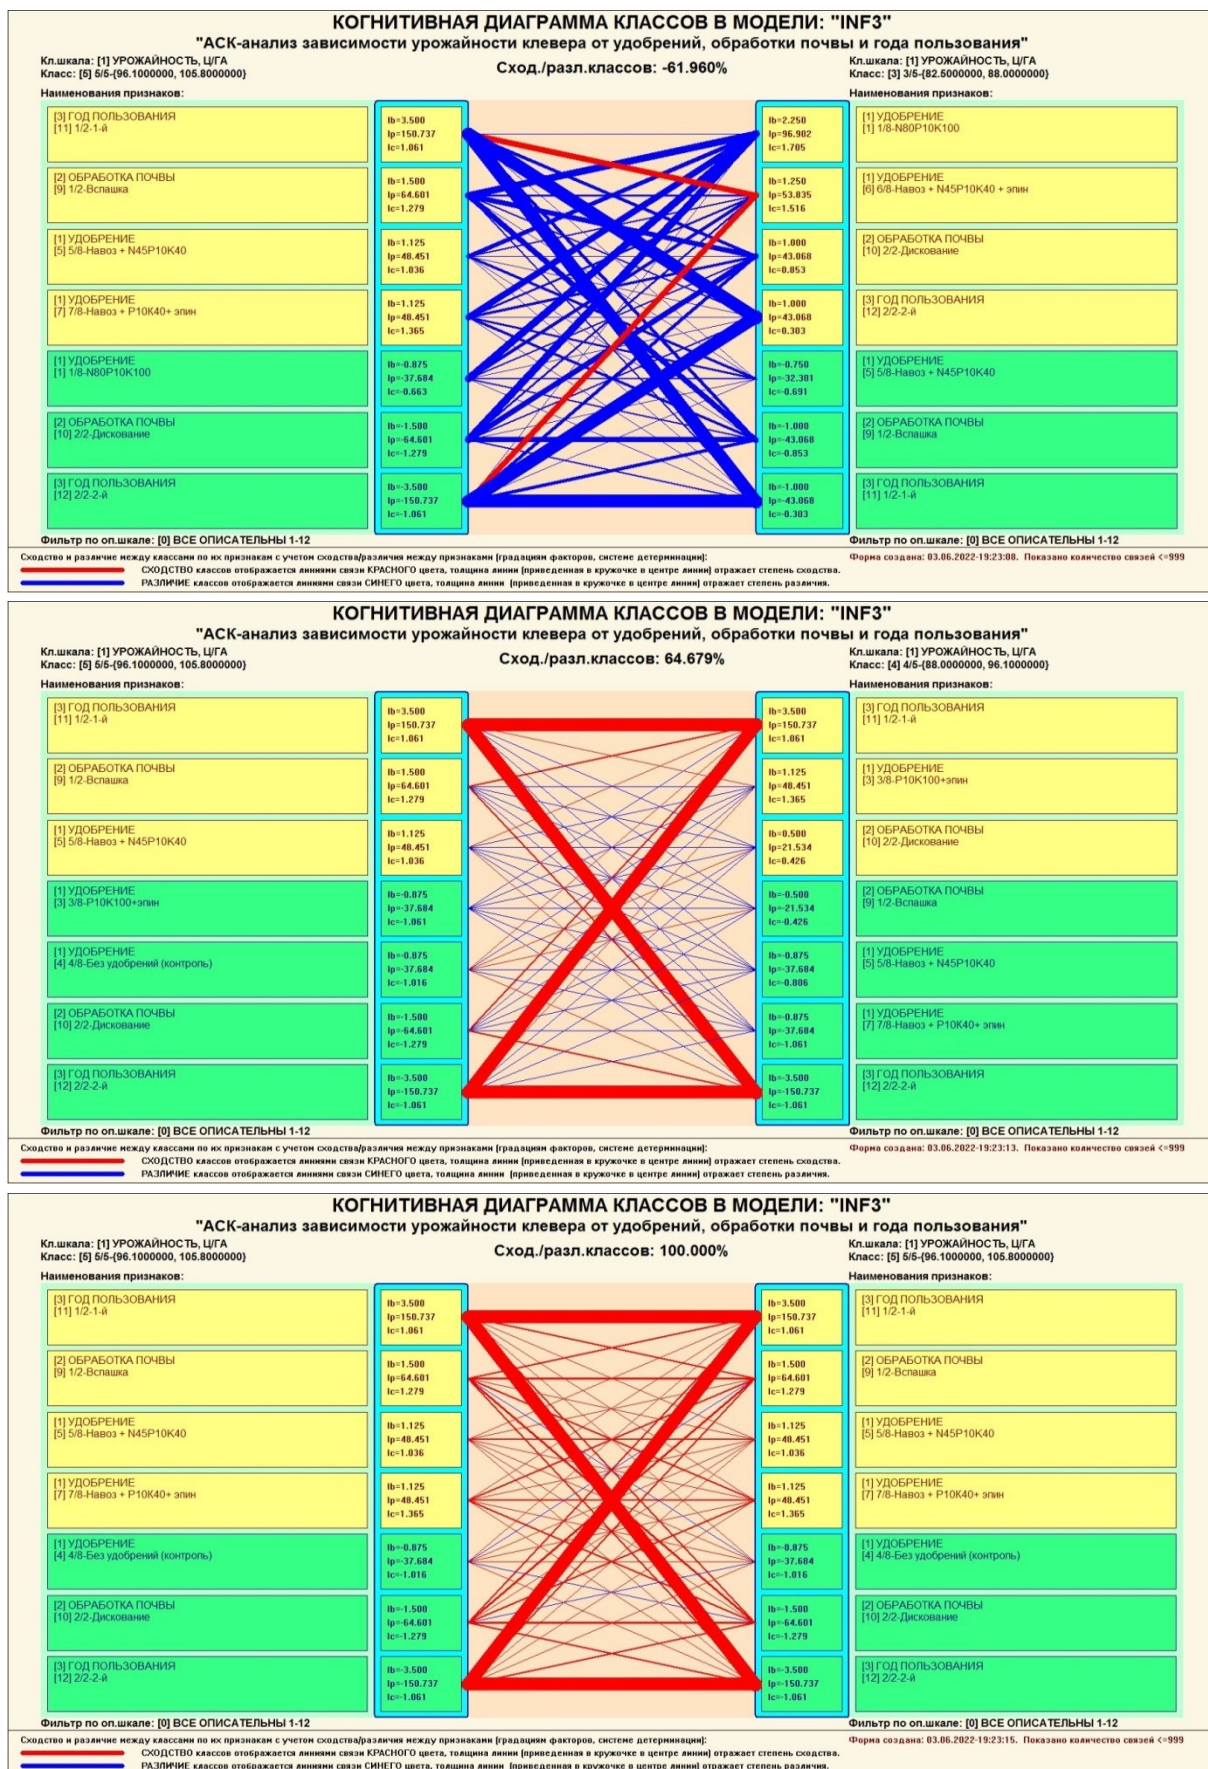 КОГНИТИВНАЯ ДИАГРАММА КЛАССОВ В МОДЕЛИ: "INF3"
"АСК-анализ зависимости урожайности клевера от удобрений, обработки почвы и года пользования"
Кл.шкала: [1] УРОЖАЙНОСТЬ, Ц/ГА
Класс: [5] 5/5-{96.1000000, 105.8000000}
Сход./разл.классов: -61.960%
Кл.шкала: [1] УРОЖАЙНОСТЬ, Ц/ГА
Класс: [3] 3/5-{82.5000000, 88.0000000}
Наименования признаков:
Наименования признаков:
[3] ГОД ПОЛЬЗОВАНИЯ
[11] 1/2-1-й
Ib=3.500
Ip=150.737
Ic=1.061
Ib=2.250
Ip=96.902
Ic=1.705
[1] УДОБРЕНИЕ
[1] 1/8-N80P10K100
[2] ОБРАБОТКА ПОЧВЫ
[9] 1/2-Вспашка
Ib=1.500
Ip=64.601
Ic=1.279
Ib=1.250
Ip=53.835
Ic=1.516
[1] УДОБРЕНИЕ
[6] 6/8-Навоз + N45P10K40 + эпин
[1] УДОБРЕНИЕ
[5] 5/8-Навоз + N45P10K40
Ib=1.125
Ip=48.451
Ic=1.036
Ib=1.000
Ip=43.068
Ic=0.853
[2] ОБРАБОТКА ПОЧВЫ
[10] 2/2-Дискование
[1] УДОБРЕНИЕ
[7] 7/8-Навоз + P10K40+ эпин
Ib=1.125
Ip=48.451
Ic=1.365
Ib=1.000
Ip=43.068
Ic=0.303
[3] ГОД ПОЛЬЗОВАНИЯ
[12] 2/2-2-й
[1] УДОБРЕНИЕ
[1] 1/8-N80P10K100
Ib=-0.875
Ip=-37.684
Ic=-0.663
Ib=-0.750
Ip=-32.301
Ic=-0.691
[1] УДОБРЕНИЕ
[5] 5/8-Навоз + N45P10K40
[2] ОБРАБОТКА ПОЧВЫ
[10] 2/2-Дискование
Ib=-1.500
Ip=-64.601
Ic=-1.279
Ib=-1.000
Ip=-43.068
Ic=-0.853
[2] ОБРАБОТКА ПОЧВЫ
[9] 1/2-Вспашка
[3] ГОД ПОЛЬЗОВАНИЯ
[12] 2/2-2-й
Ib=-3.500
Ip=-150.737
Ic=-1.061
Ib=-1.000
Ip=-43.068
Ic=-0.303
[3] ГОД ПОЛЬЗОВАНИЯ
[11] 1/2-1-й
Фильтр по оп.шкале: [0] ВСЕ ОПИСАТЕЛЬНЫ 1-12
Фильтр по оп.шкале: [0] ВСЕ ОПИСАТЕЛЬНЫ 1-12
Сходство и различие между классами по их признакам с учетом сходства/различия между признаками (градациям факторов, системе детерминации):
Форма создана: 03.06.2022-19:23:08. Показано количество связей <=999
СХОДСТВО классов отображается линиями связи КРАСНОГО цвета, толщина линии (приведенная в кружочке в центре линии) отражает степень сходства.
РАЗЛИЧИЕ классов отображается линиями связи СИНЕГО цвета, толщина линии (приведенная в кружочке в центре линии) отражает степень различия.
КОГНИТИВНАЯ ДИАГРАММА КЛАССОВ В МОДЕЛИ: "INF3"
"АСК-анализ зависимости урожайности клевера от удобрений, обработки почвы и года пользования"
Кл.шкала: [1] УРОЖАЙНОСТЬ, Ц/ГА
Класс: [5] 5/5-{96.1000000, 105.8000000}
Сход./разл.классов: 64.679%
Кл.шкала: [1] УРОЖАЙНОСТЬ, Ц/ГА
Класс: [4] 4/5-{88.0000000, 96.1000000}
Наименования признаков:
Наименования признаков:
[3] ГОД ПОЛЬЗОВАНИЯ
[11] 1/2-1-й
Ib=3.500
Ip=150.737
Ic=1.061
Ib=3.500
Ip=150.737
Ic=1.061
[3] ГОД ПОЛЬЗОВАНИЯ
[11] 1/2-1-й
[2] ОБРАБОТКА ПОЧВЫ
[9] 1/2-Вспашка
Ib=1.500
Ip=64.601
Ic=1.279
Ib=1.125
Ip=48.451
Ic=1.365
[1] УДОБРЕНИЕ
[3] 3/8-P10K100+эпин
[1] УДОБРЕНИЕ
[5] 5/8-Навоз + N45P10K40
Ib=1.125
Ip=48.451
Ic=1.036
Ib=0.500
Ip=21.534
Ic=0.426
[2] ОБРАБОТКА ПОЧВЫ
[10] 2/2-Дискование
[1] УДОБРЕНИЕ
[3] 3/8-P10K100+эпин
Ib=-0.875
Ip=-37.684
Ic=-1.061
Ib=-0.500
Ip=-21.534
Ic=-0.426
[2] ОБРАБОТКА ПОЧВЫ
[9] 1/2-Вспашка
[1] УДОБРЕНИЕ
[4] 4/8-Без удобрений (контроль)
Ib=-0.875
Ip=-37.684
Ic=-1.016
Ib=-0.875
Ip=-37.684
Ic=-0.806
[1] УДОБРЕНИЕ
[5] 5/8-Навоз + N45P10K40
[2] ОБРАБОТКА ПОЧВЫ
[10] 2/2-Дискование
Ib=-1.500
Ip=-64.601
Ic=-1.279
Ib=-0.875
Ip=-37.684
Ic=-1.061
[1] УДОБРЕНИЕ
[7] 7/8-Навоз + P10K40+ эпин
[3] ГОД ПОЛЬЗОВАНИЯ
[12] 2/2-2-й
Ib=-3.500
Ip=-150.737
Ic=-1.061
Ib=-3.500
Ip=-150.737
Ic=-1.061
[3] ГОД ПОЛЬЗОВАНИЯ
[12] 2/2-2-й
Фильтр по оп.шкале: [0] ВСЕ ОПИСАТЕЛЬНЫ 1-12
Фильтр по оп.шкале: [0] ВСЕ ОПИСАТЕЛЬНЫ 1-12
Сходство и различие между классами по их признакам с учетом сходства/различия между признаками (градациям факторов, системе детерминации):
Форма создана: 03.06.2022-19:23:13. Показано количество связей <=999
СХОДСТВО классов отображается линиями связи КРАСНОГО цвета, толщина линии (приведенная в кружочке в центре линии) отражает степень сходства.
РАЗЛИЧИЕ классов отображается линиями связи СИНЕГО цвета, толщина линии (приведенная в кружочке в центре линии) отражает степень различия.
КОГНИТИВНАЯ ДИАГРАММА КЛАССОВ В МОДЕЛИ: "INF3"
"АСК-анализ зависимости урожайности клевера от удобрений, обработки почвы и года пользования"
Кл.шкала: [1] УРОЖАЙНОСТЬ, Ц/ГА
Класс: [5] 5/5-{96.1000000, 105.8000000}
Сход./разл.классов: 100.000%
Кл.шкала: [1] УРОЖАЙНОСТЬ, Ц/ГА
Класс: [5] 5/5-{96.1000000, 105.8000000}
Наименования признаков:
Наименования признаков:
[3] ГОД ПОЛЬЗОВАНИЯ
[11] 1/2-1-й
Ib=3.500
Ip=150.737
Ic=1.061
Ib=3.500
Ip=150.737
Ic=1.061
[3] ГОД ПОЛЬЗОВАНИЯ
[11] 1/2-1-й
[2] ОБРАБОТКА ПОЧВЫ
[9] 1/2-Вспашка
Ib=1.500
Ip=64.601
Ic=1.279
Ib=1.500
Ip=64.601
Ic=1.279
[2] ОБРАБОТКА ПОЧВЫ
[9] 1/2-Вспашка
[1] УДОБРЕНИЕ
[5] 5/8-Навоз + N45P10K40
Ib=1.125
Ip=48.451
Ic=1.036
Ib=1.125
Ip=48.451
Ic=1.036
[1] УДОБРЕНИЕ
[5] 5/8-Навоз + N45P10K40
[1] УДОБРЕНИЕ
[7] 7/8-Навоз + P10K40+ эпин
Ib=1.125
Ip=48.451
Ic=1.365
Ib=1.125
Ip=48.451
Ic=1.365
[1] УДОБРЕНИЕ
[7] 7/8-Навоз + P10K40+ эпин
[1] УДОБРЕНИЕ
[4] 4/8-Без удобрений (контроль)
Ib=-0.875
Ip=-37.684
Ic=-1.016
Ib=-0.875
Ip=-37.684
Ic=-1.016
[1] УДОБРЕНИЕ
[4] 4/8-Без удобрений (контроль)
[2] ОБРАБОТКА ПОЧВЫ
[10] 2/2-Дискование
Ib=-1.500
Ip=-64.601
Ic=-1.279
Ib=-1.500
Ip=-64.601
Ic=-1.279
[2] ОБРАБОТКА ПОЧВЫ
[10] 2/2-Дискование
[3] ГОД ПОЛЬЗОВАНИЯ
[12] 2/2-2-й
Ib=-3.500
Ip=-150.737
Ic=-1.061
Ib=-3.500
Ip=-150.737
Ic=-1.061
[3] ГОД ПОЛЬЗОВАНИЯ
[12] 2/2-2-й
Фильтр по оп.шкале: [0] ВСЕ ОПИСАТЕЛЬНЫ 1-12
Фильтр по оп.шкале: [0] ВСЕ ОПИСАТЕЛЬНЫ 1-12
Сходство и различие между классами по их признакам с учетом сходства/различия между признаками (градациям факторов, системе детерминации):
Форма создана: 03.06.2022-19:23:15. Показано количество связей <=999
СХОДСТВО классов отображается линиями связи КРАСНОГО цвета, толщина линии (приведенная в кружочке в центре линии) отражает степень сходства.
РАЗЛИЧИЕ классов отображается линиями связи СИНЕГО цвета, толщина линии (приведенная в кружочке в центре линии) отражает степень различия.